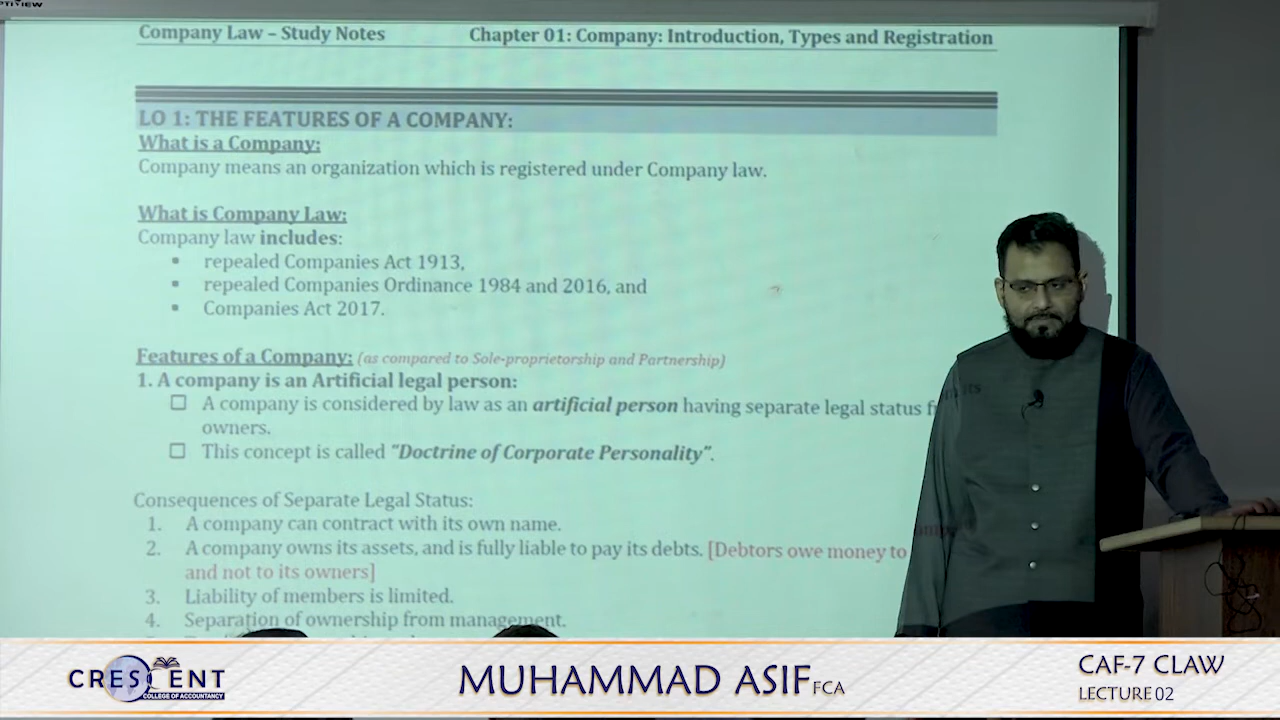 Company Law – Study Notes
Chapter 01: Company: Introduction, Types and Registration
LO 1: THE FEATURES OF A COMPANY:
What is a Company:
Company means an organization which is registered under Company law.
What is Company Law:
Company law includes:
▪ repealed Companies Act 1913,
▪ repealed Companies Ordinance 1984 and 2016, and
▪ Companies Act 2017.
Features of a Company: (as compared to Sole-proprietorship and Partnership)
1. A company is an Artificial legal person:
☐ A company is considered by law as an artificial person having separate legal status its
owners.
☐ This concept is called "Doctrine of Corporate Personality".
Consequences of Separate Legal Status:
1. A company can contract with its own name.
2. A company owns its assets, and is fully liable to pay its debts. [Debtors owe money to
and not to its owners]
3. Liability of members is limited.
4. Separation of ownership from management.
CRESCENT
COLLEGE OF ACCOUNTANCY
MUHAMMAD ASIF FCA
CAF-7 CLAW
LECTURE 02